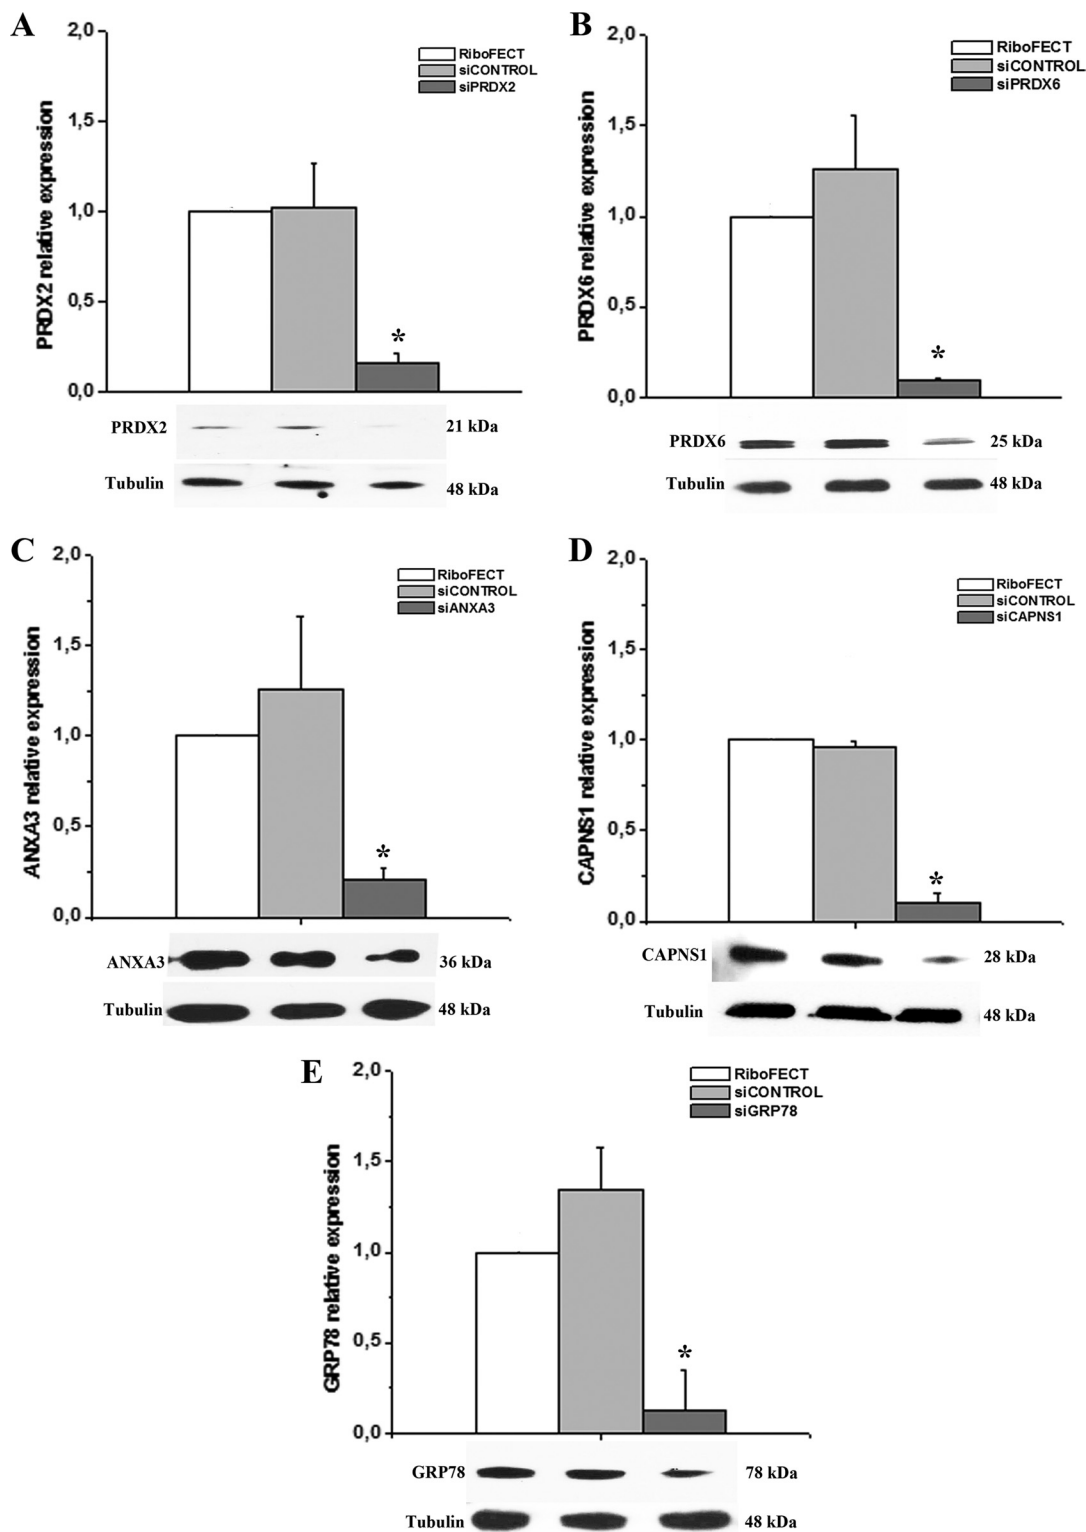 A
PRDX2 relative expression
2,0
1,5
1,0
0,5
0,0
RiboFECT
siCONTROL
siPRDX2
*
PRDX2
21 kDa
Tubulin
48 kDa
B
PRDX6 relative expression
2,0
1,5
1,0
0,5
0,0
RiboFECT
siCONTROL
siPRDX6
*
PRDX6
25 kDa
Tubulin
48 kDa
C
ANXA3 relative expression
2,0
1,5
1,0
0,5
0,0
RiboFECT
siCONTROL
siANXA3
*
ANXA3
36 kDa
Tubulin
48 kDa
D
CAPNS1 relative expression
2,0
1,5
1,0
0,5
0,0
RiboFECT
siCONTROL
siCAPNS1
*
CAPNS1
28 kDa
Tubulin
48 kDa
E
GRP78 relative expression
2,0
1,5
1,0
0,5
0,0
RiboFECT
siCONTROL
siGRP78
*
GRP78
78 kDa
Tubulin
48 kDa